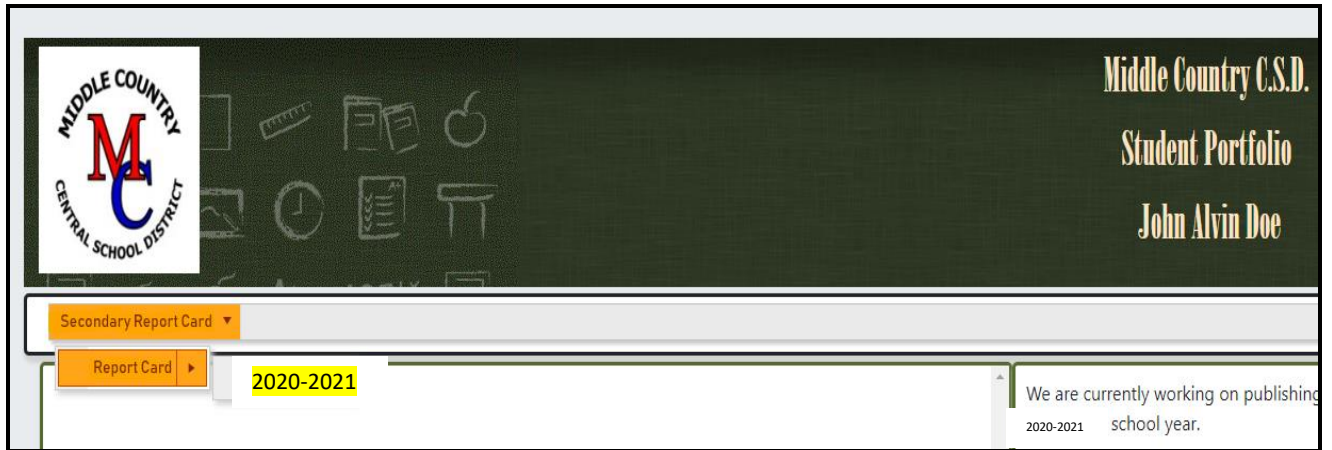 MIDDLE COUNTRY
MC
CENTRAL SCHOOL DISTRICT
A+
Middle Country C.S.D.
Student Portfolio
John Alvin Doe
Secondary Report Card
Report Card
2020-2021
We are currently working on publishing
2020-2021 school year.